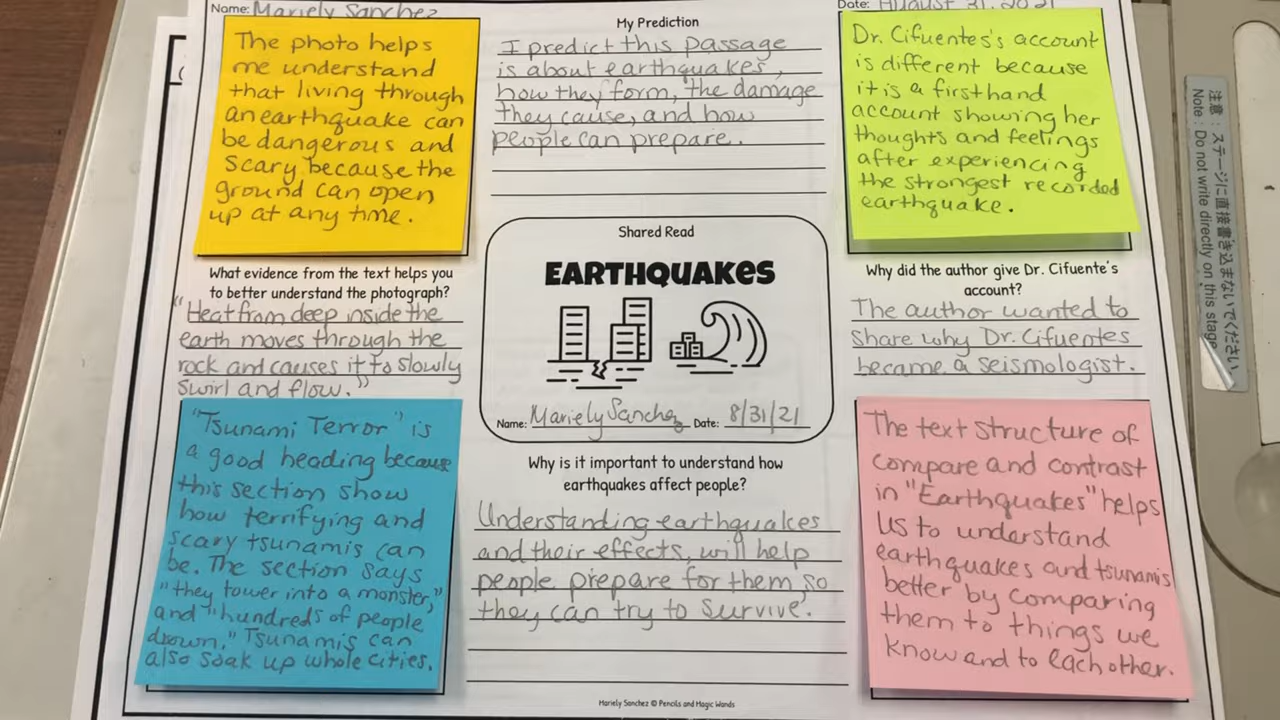 Name: Mariely Sanchez
The photo helps
me understand
that living through
an earthquake can
be dangerous and
scary because the
ground can open
up at any time.
My Prediction
I predict this passage
is about earthquakes,
how they form, the damage
they cause, and how
people can prepare.
Date: August 31, 2021
Dr. Cifuentes's account
is different because
it is a firsthand
account showing her
thoughts and feelings
after experiencing
the strongest recorded
earthquake.
What evidence from the text helps you
to better understand the photograph?
"Heat from deep inside the
earth moves through the
rock and causes it to slowly
swirl and flow."
Shared Read
EARTHQUAKES
Name: Mariely Sanchez Date: 8/31/21
Why did the author give Dr. Cifuente's
account?
The author wanted to
share why Dr. Cifuentes
became a seismologist.
"Tsunami Terror" is
a good heading because
this section show
how terrifying and
scary tsunamis can
be. The section says
"they tower into a monster,"
and "hundreds of people
drown." Tsunamis can
also soak up whole cities.
Why is it important to understand how
earthquakes affect people?
Understanding earthquakes
and their effects, will help
people prepare for them, so
they can try to survive.
The text structure of
compare and contrast
in "Earthquakes" helps
us to understand
earthquakes and tsunamis
better by comparing
them to things we
know and to each other.
Mariely Sanchez © Pencils and Magic Wands
注意：ステージに直接書き込まないでください
Note : Do not write directly on this stage